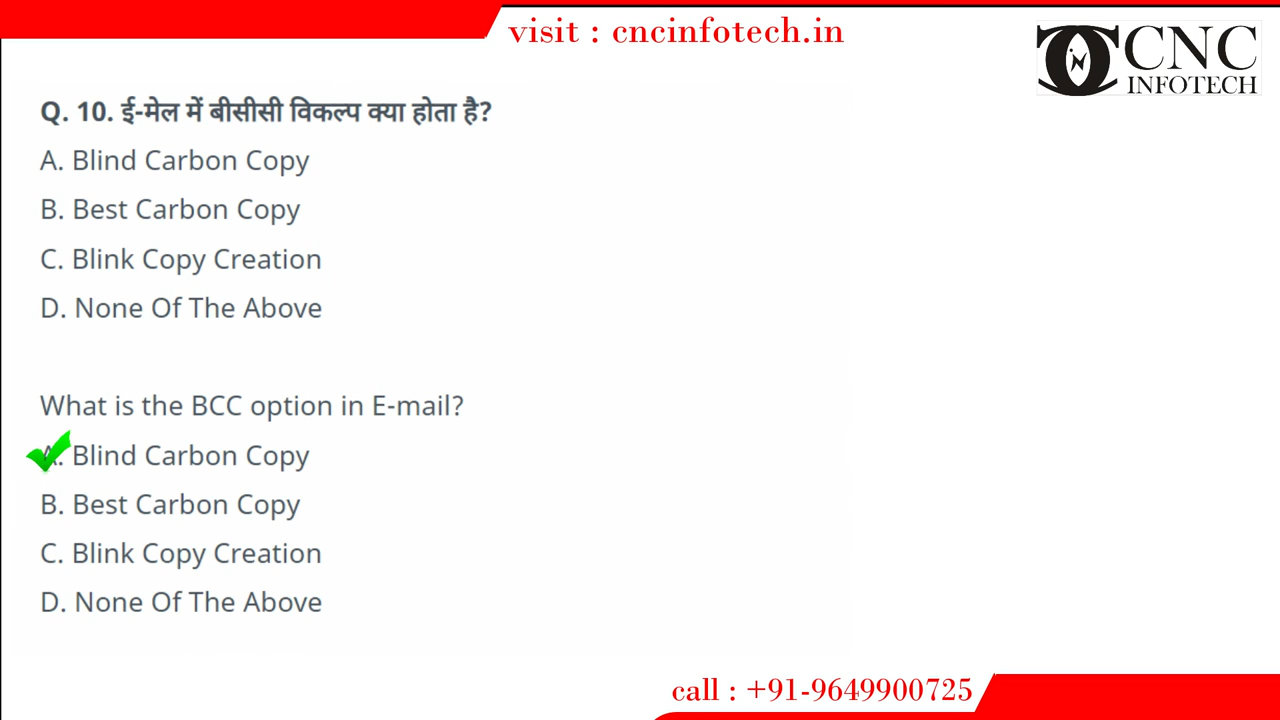 visit : cncinfotech.in
CNC
INFOTECH
Q. 10. ई-मेल में बीसीसी विकल्प क्या होता है?
A. Blind Carbon Copy
B. Best Carbon Copy
C. Blink Copy Creation
D. None Of The Above
What is the BCC option in E-mail?
A. Blind Carbon Copy
B. Best Carbon Copy
C. Blink Copy Creation
D. None Of The Above
call : +91-9649900725